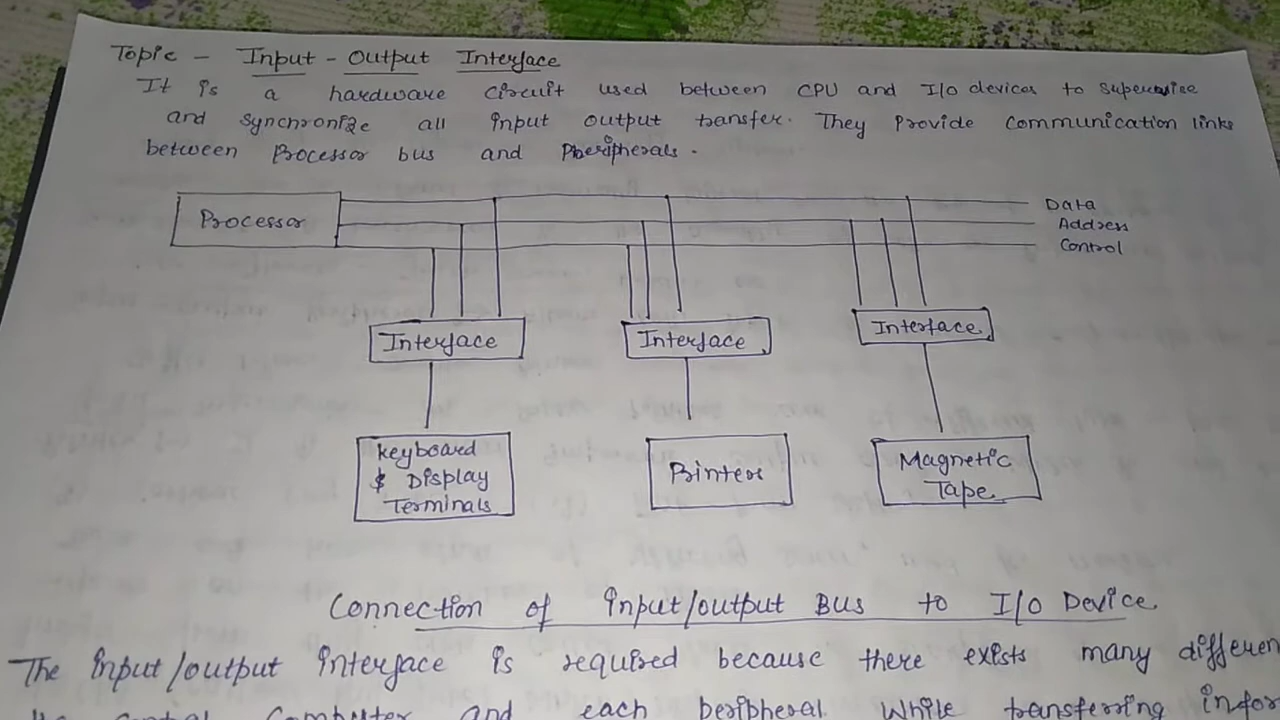 Topic - Input - Output Interface
It is a hardware circuit used between CPU and I/o devices to Supervise
and Synchronize all input output transfer. They Provide Communication links
between Processor bus and Pheripherals.
Processor
Data
Address
Control
Interface
Interface
Interface
keyboard
& Display
Terminals
Printer
Magnetic
Tape
Connection of input/output Bus to I/o Device
The input/output interface is required because there exists many differen
Computer and each peripheral. While transferring infor